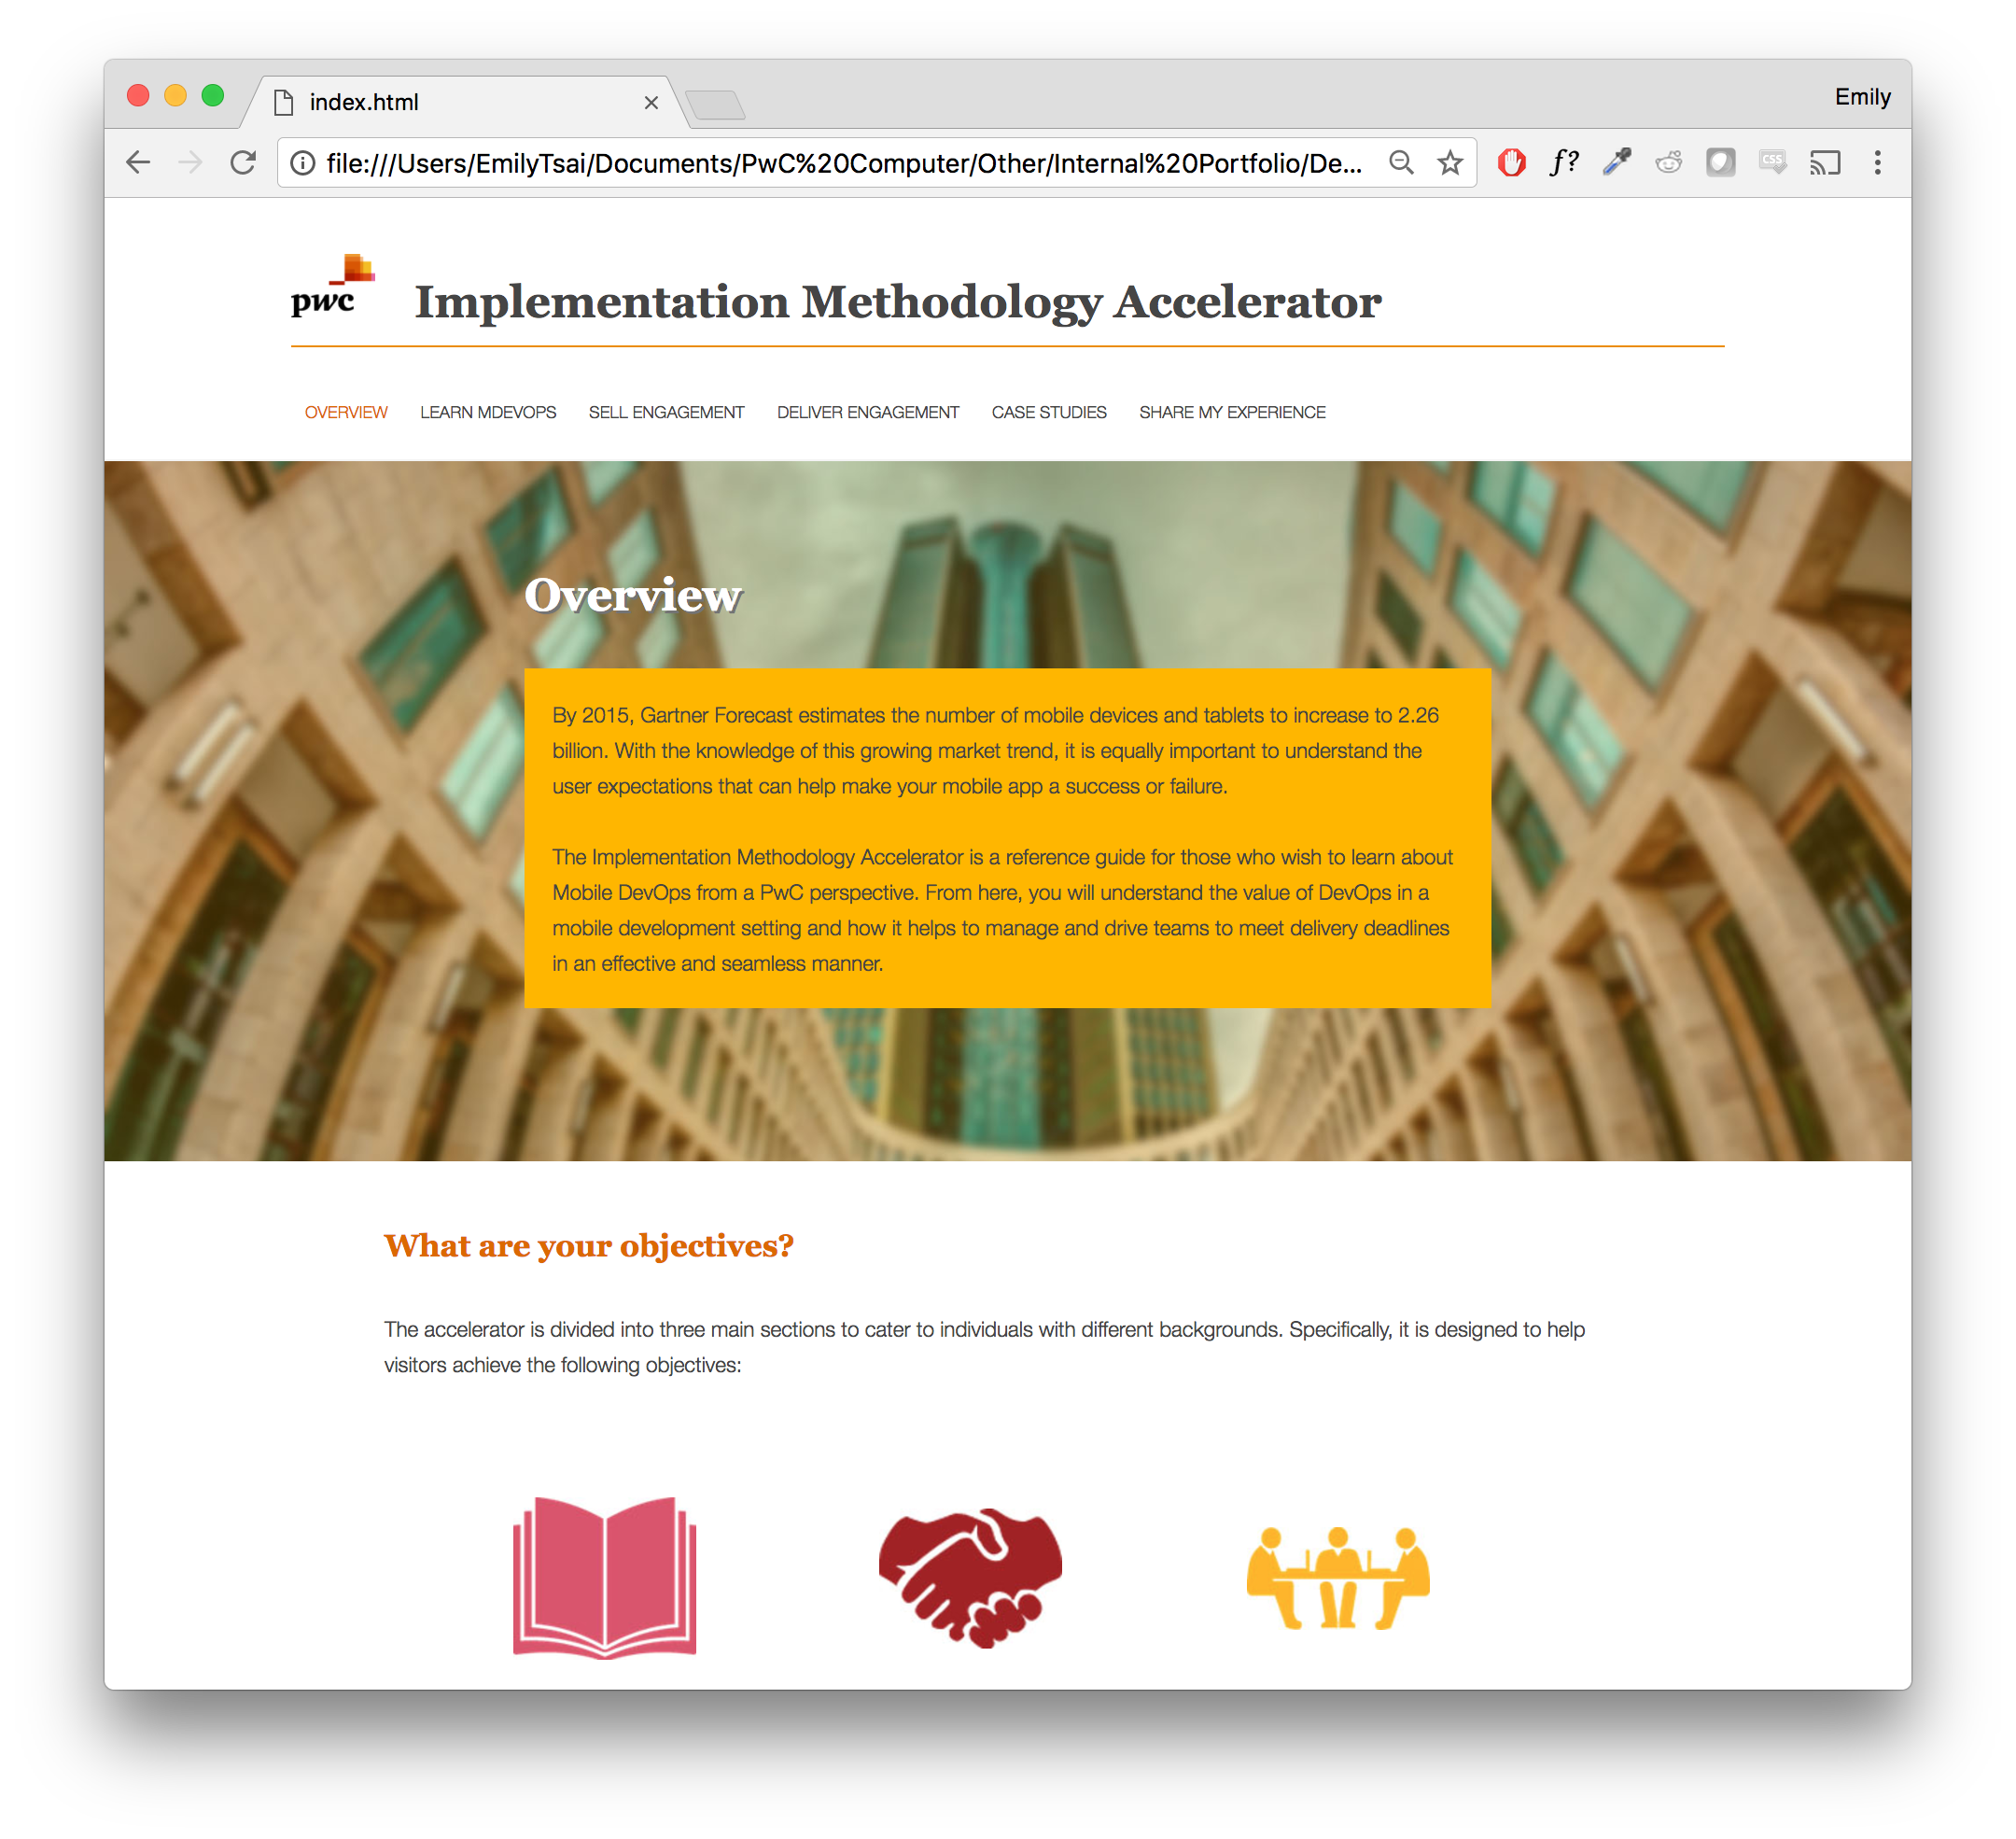 index.html
Emily
file:///Users/EmilyTsai/Documents/PwC%20Computer/Other/Internal%20Portfolio/De...
f?
CSS
pwc
Implementation Methodology Accelerator
OVERVIEW LEARN MDEVOPS SELL ENGAGEMENT DELIVER ENGAGEMENT CASE STUDIES SHARE MY EXPERIENCE
Overview
By 2015, Gartner Forecast estimates the number of mobile devices and tablets to increase to 2.26
billion. With the knowledge of this growing market trend, it is equally important to understand the
user expectations that can help make your mobile app a success or failure.
The Implementation Methodology Accelerator is a reference guide for those who wish to learn about
Mobile DevOps from a PwC perspective. From here, you will understand the value of DevOps in a
mobile development setting and how it helps to manage and drive teams to meet delivery deadlines
in an effective and seamless manner.
What are your objectives?
The accelerator is divided into three main sections to cater to individuals with different backgrounds. Specifically, it is designed to help
visitors achieve the following objectives: